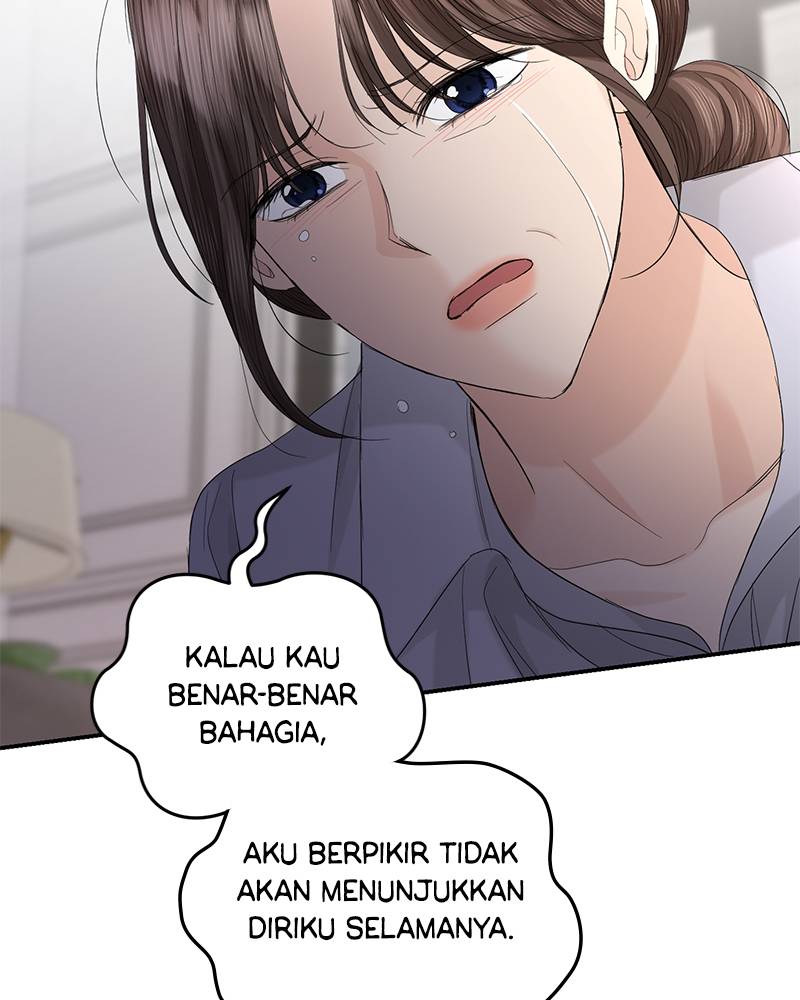 KALAU KAU
BENAR-BENAR
BAHAGIA,
AKU BERPIKIR TIDAK
AKAN MENUNJUKKAN
DIRIKU SELAMANYA.